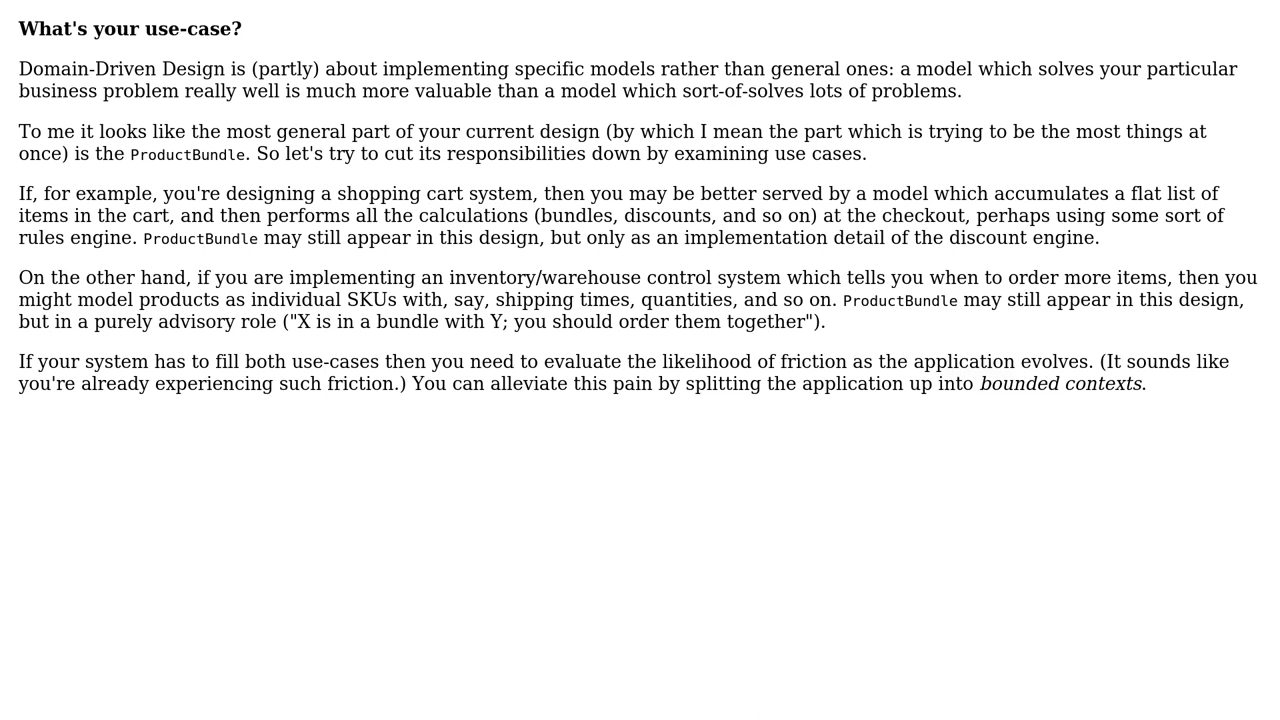 What's your use-case?
Domain-Driven Design is (partly) about implementing specific models rather than general ones: a model which solves your particular
business problem really well is much more valuable than a model which sort-of-solves lots of problems.
To me it looks like the most general part of your current design (by which I mean the part which is trying to be the most things at
once) is the ProductBundle. So let's try to cut its responsibilities down by examining use cases.
If, for example, you're designing a shopping cart system, then you may be better served by a model which accumulates a flat list of
items in the cart, and then performs all the calculations (bundles, discounts, and so on) at the checkout, perhaps using some sort of
rules engine. ProductBundle may still appear in this design, but only as an implementation detail of the discount engine.
On the other hand, if you are implementing an inventory/warehouse control system which tells you when to order more items, then you
might model products as individual SKUs with, say, shipping times, quantities, and so on. ProductBundle may still appear in this design,
but in a purely advisory role ("X is in a bundle with Y; you should order them together").
If your system has to fill both use-cases then you need to evaluate the likelihood of friction as the application evolves. (It sounds like
you're already experiencing such friction.) You can alleviate this pain by splitting the application up into bounded contexts.